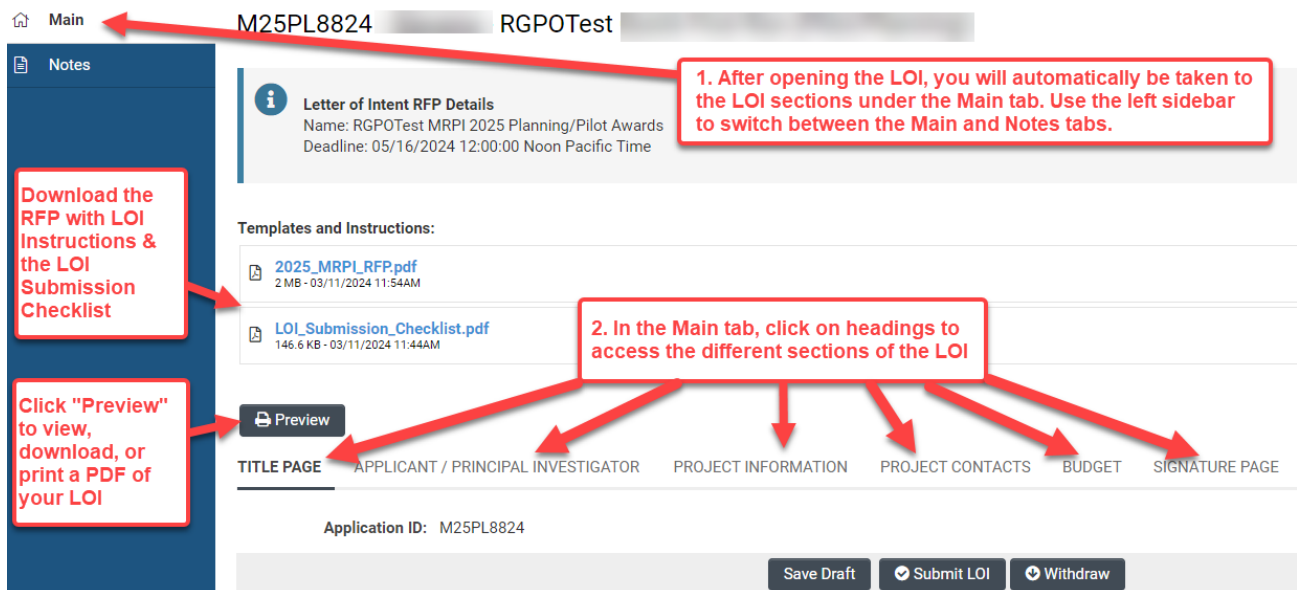 Main
Notes
M25PL8824 RGPOTest
1. After opening the LOI, you will automatically be taken to
the LOI sections under the Main tab. Use the left sidebar
to switch between the Main and Notes tabs.
Letter of Intent RFP Details
Name: RGPOTest MRPI 2025 Planning/Pilot Awards
Deadline: 05/16/2024 12:00:00 Noon Pacific Time
Download the
RFP with LOI
Instructions &
the LOI
Submission
Checklist
Templates and Instructions:
2025_MRPI_RFP.pdf
2 MB - 03/11/2024 11:54AM
LOI_Submission_Checklist.pdf
146.6 KB - 03/11/2024 11:44AM
2. In the Main tab, click on headings to
access the different sections of the LOI
Click "Preview"
to view,
download, or
print a PDF of
your LOI
Preview
TITLE PAGE APPLICANT / PRINCIPAL INVESTIGATOR PROJECT INFORMATION PROJECT CONTACTS BUDGET SIGNATURE PAGE
Application ID: M25PL8824
Save Draft Submit LOI Withdraw